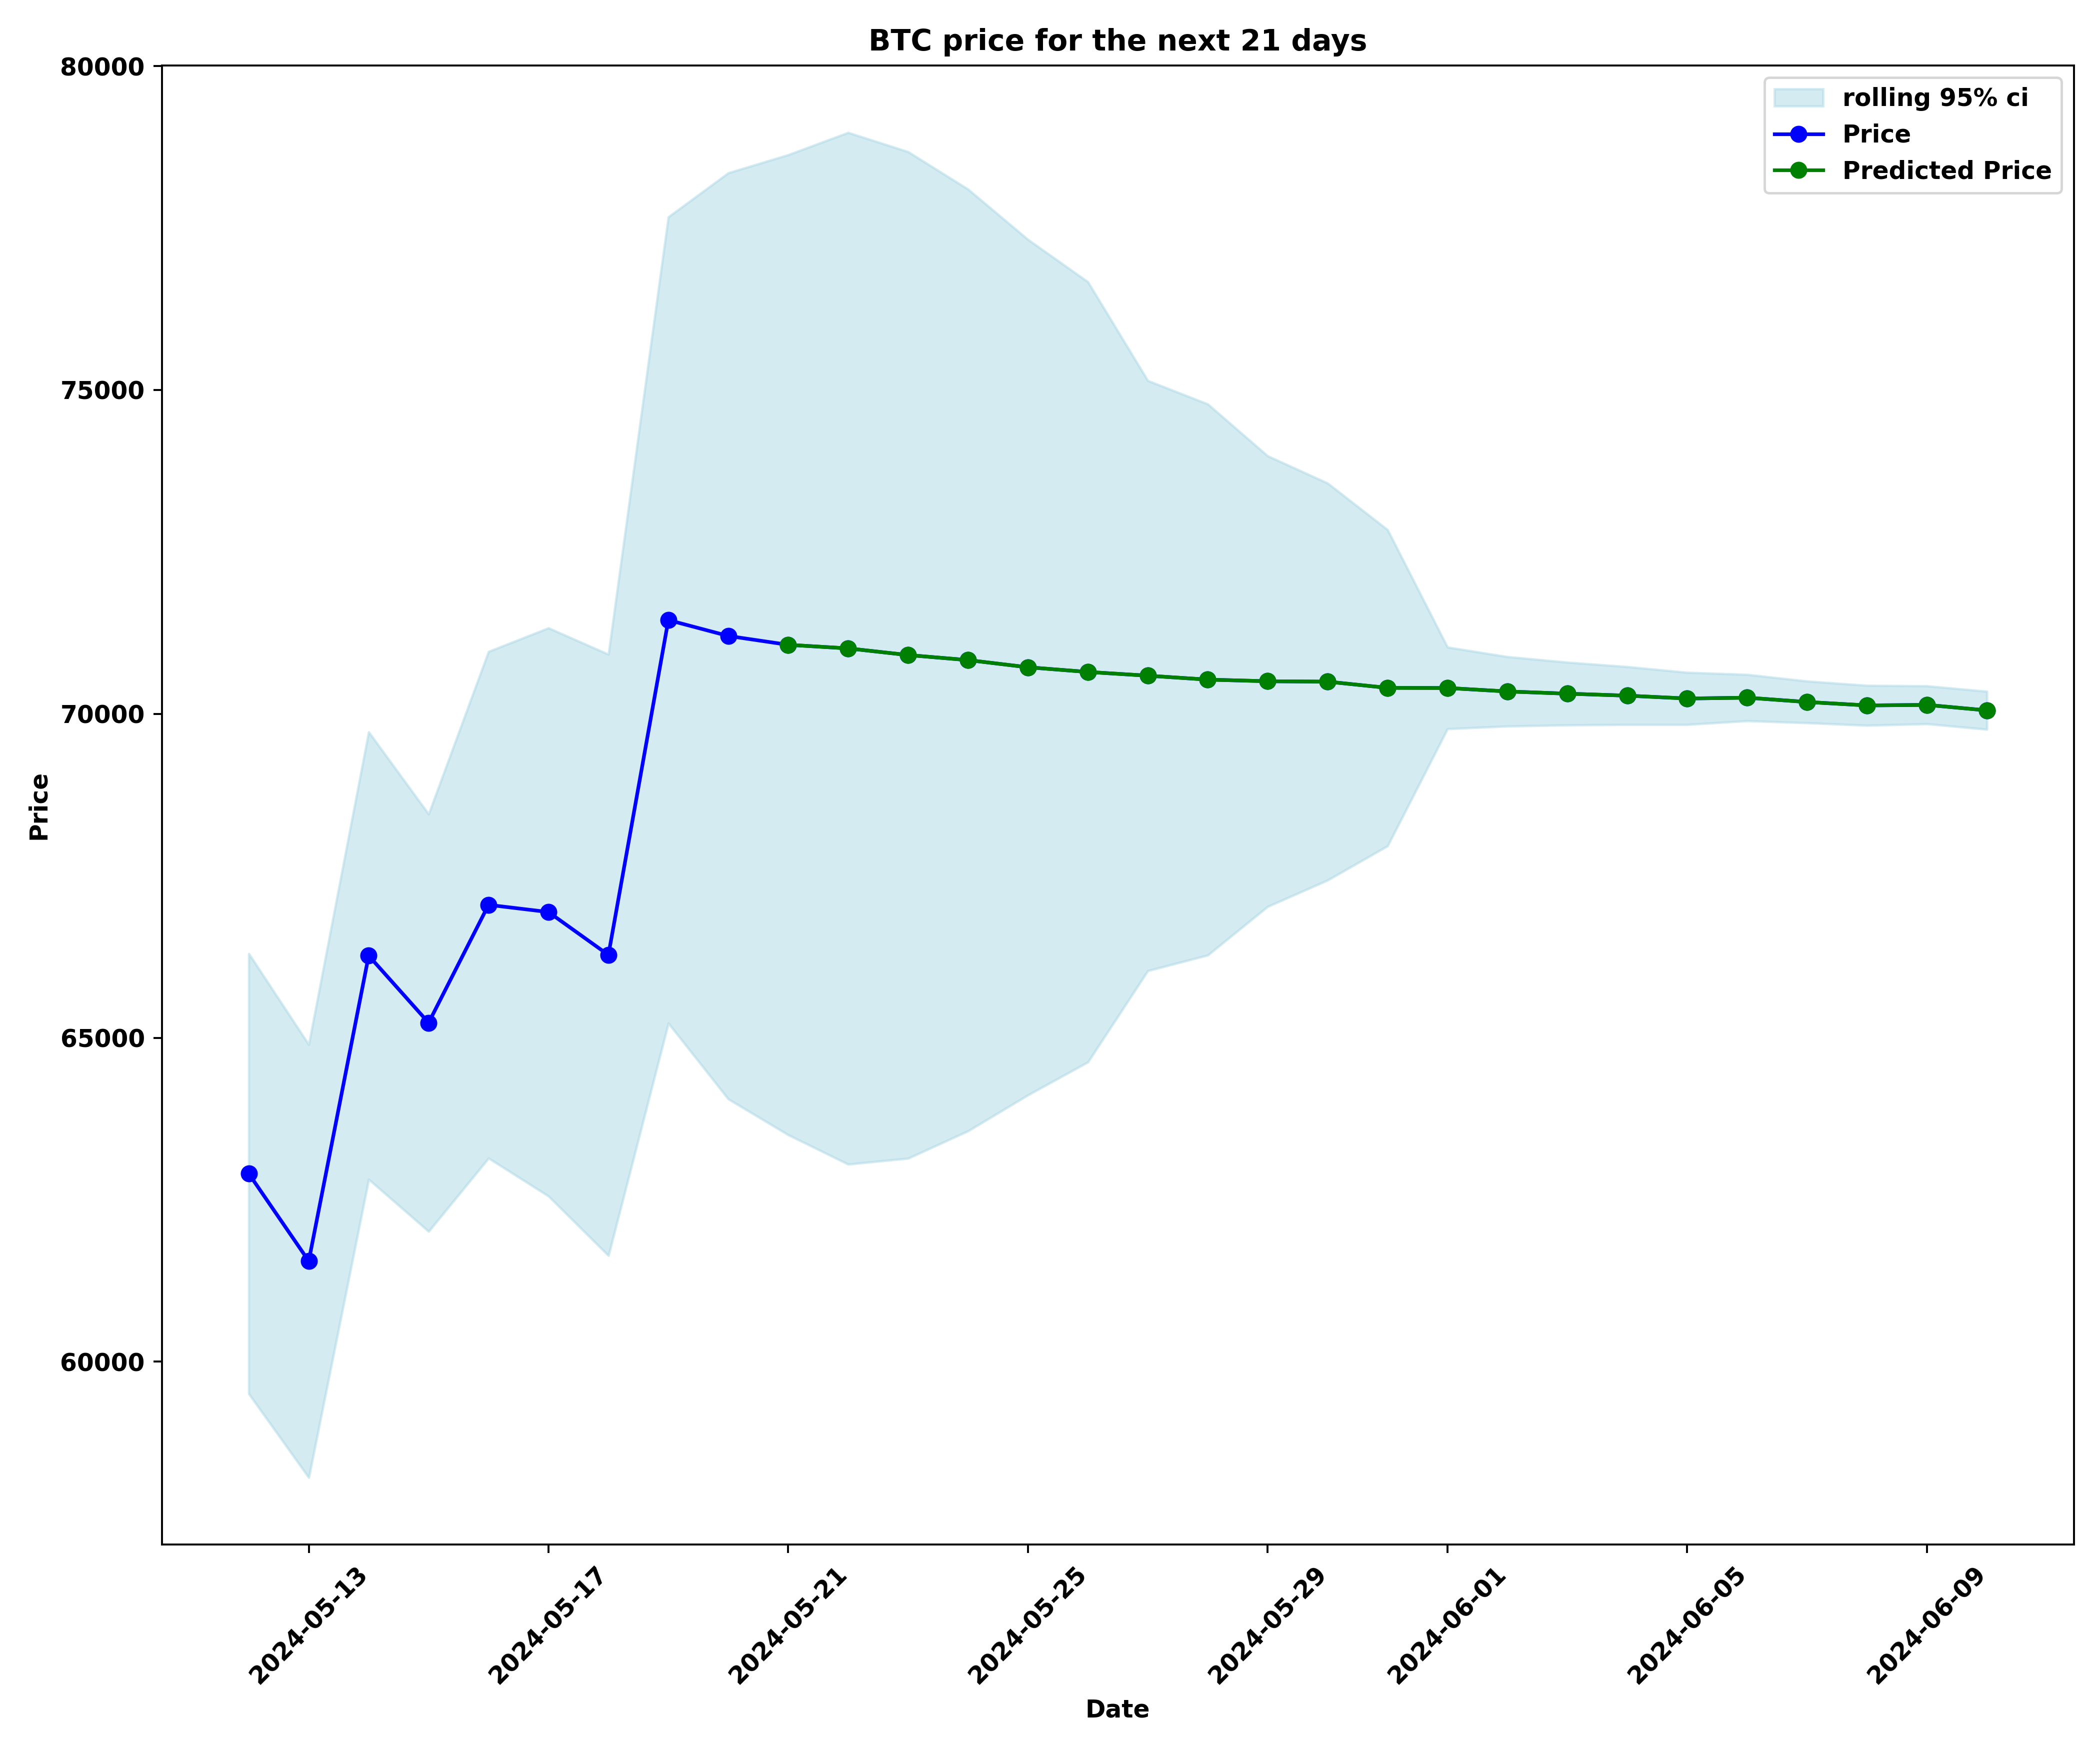 BTC price for the next 21 days
80000
75000
70000
65000
60000
Price
rolling 95% ci
Price
Predicted Price
2024-05-13
2024-05-17
2024-05-21
2024-05-25
2024-05-29
2024-06-01
2024-06-05
2024-06-09
Date